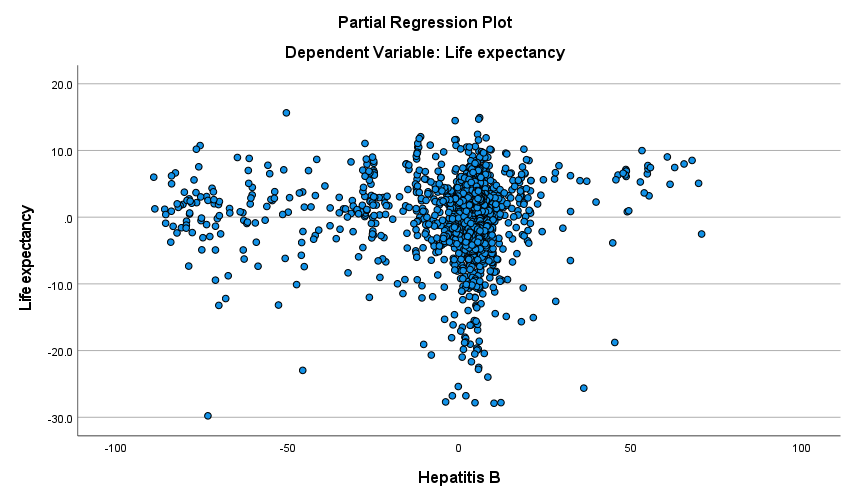 Partial Regression Plot
Dependent Variable: Life expectancy
20.0
10.0
.0
-10.0
-20.0
-30.0
Life expectancy
-100
-50
0
50
100
Hepatitis B